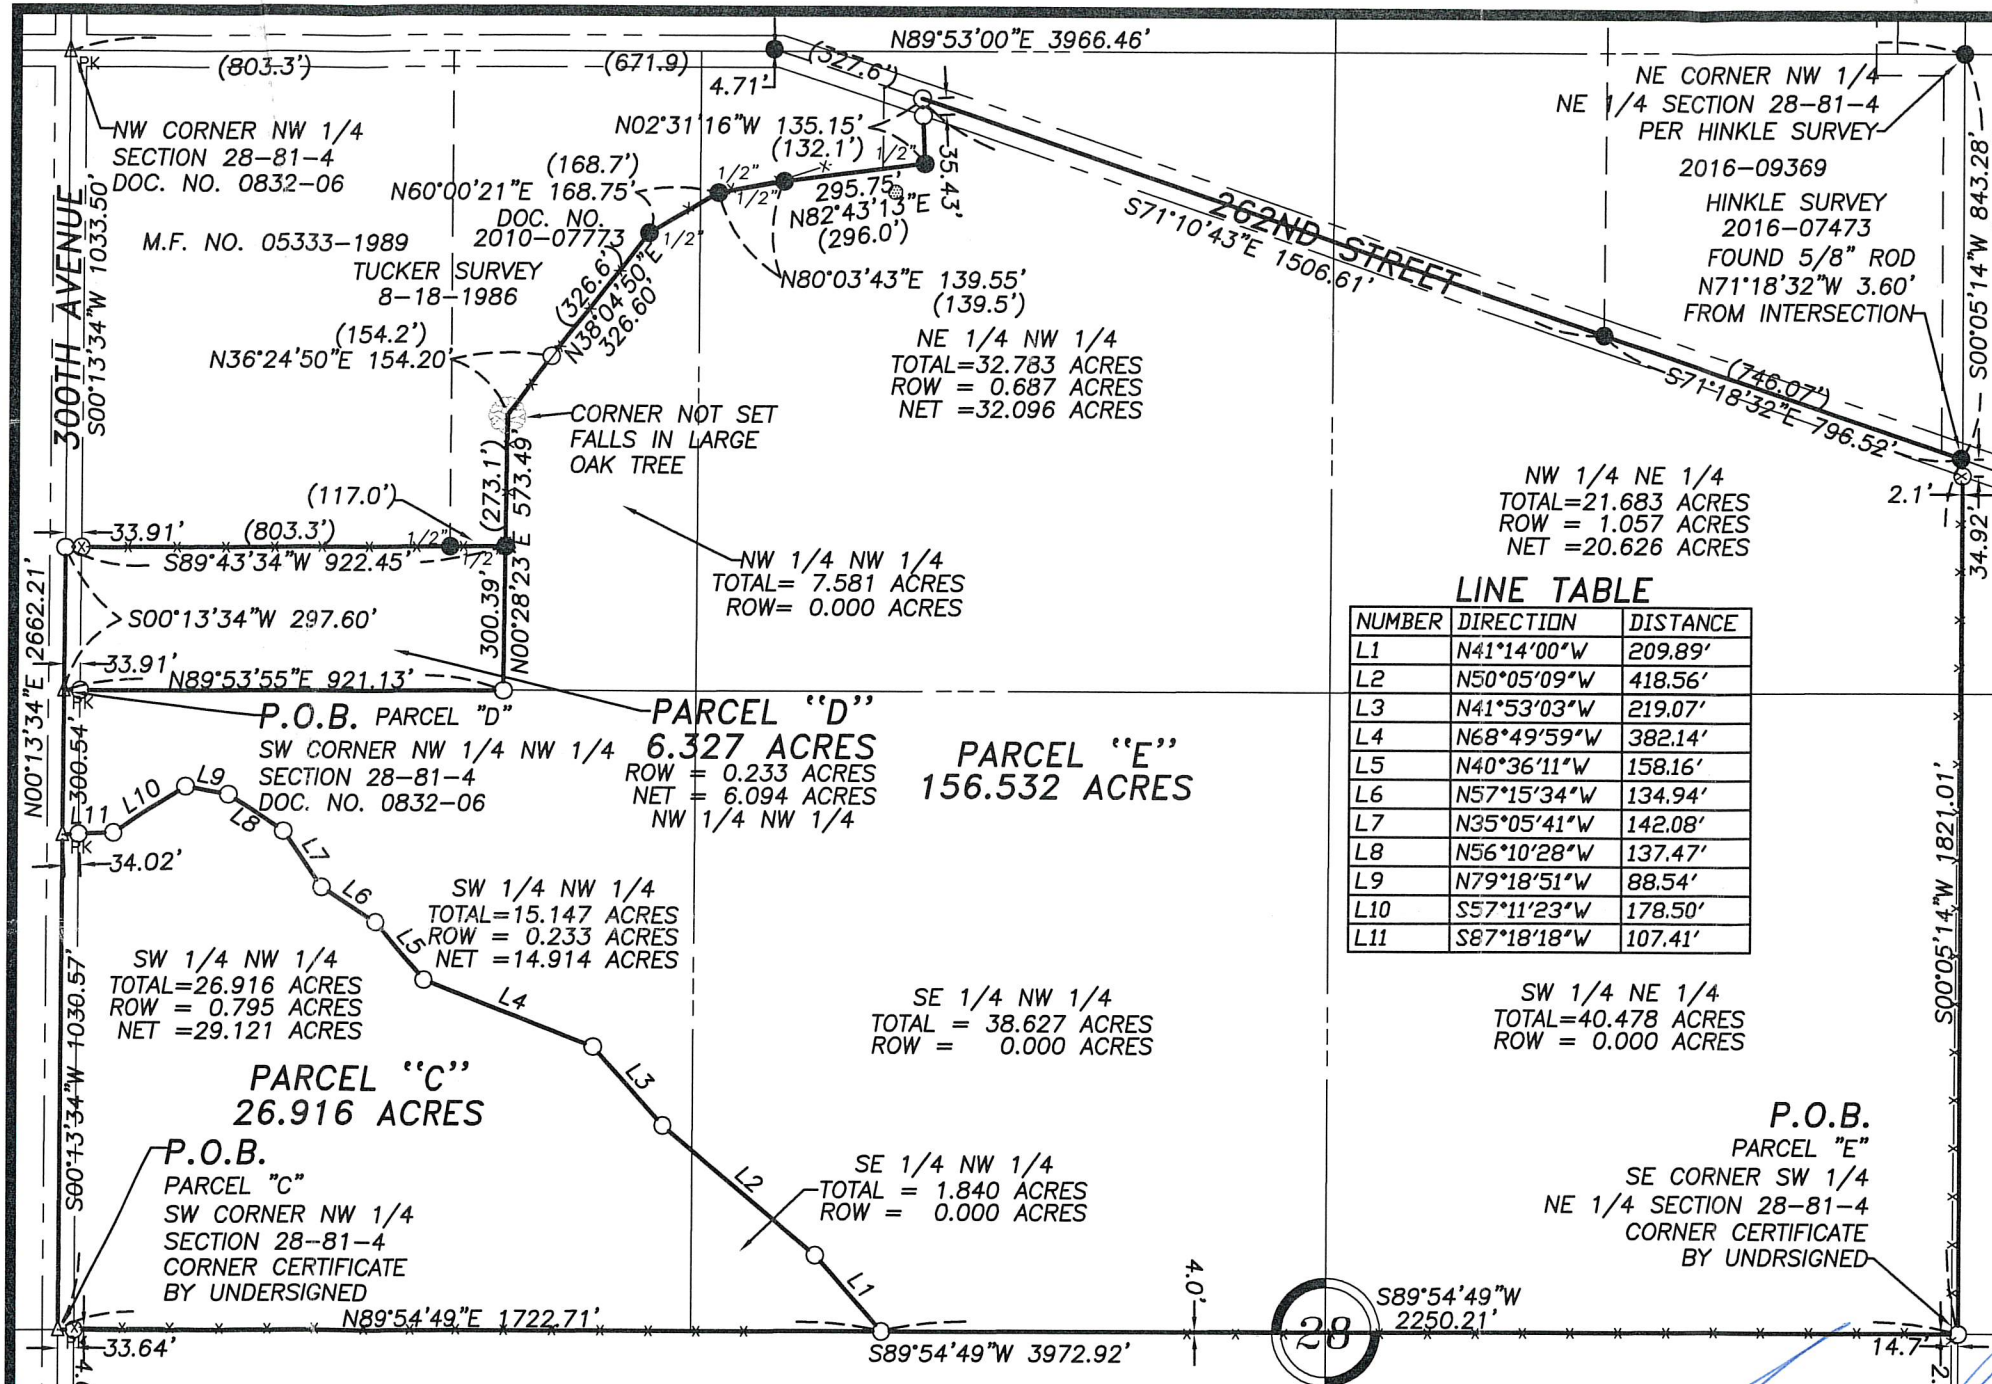 N89°53'00"E 3966.46'
(803.3')
(671.9)
(527.6')
4.71'
PK
NW CORNER NW 1/4
SECTION 28-81-4
DOC. NO. 0832-06
300TH AVENUE
S00°13'34"W 1033.50'
M.F. NO. 05333-1989
TUCKER SURVEY
8-18-1986
N02°31'16"W 135.15'
(132.1')
1/2"
35.43'
(168.7')
N60°00'21"E 168.75'
DOC. NO.
2010-07773
1/2"
1/2"
1/2"
1/2"
295.75'
N82°43'13"E
(296.0')
N80°03'43"E 139.55'
(139.5')
(326.6')
N38°04'50"E
326.60'
(154.2')
N36°24'50"E 154.20'
CORNER NOT SET
FALLS IN LARGE
OAK TREE
262ND STREET
S71°10'43"E 1506.61'
(746.07')
S71°18'32"E 796.52'
NE CORNER NW 1/4
NE 1/4 SECTION 28-81-4
PER HINKLE SURVEY
2016-09369
HINKLE SURVEY
2016-07473
FOUND 5/8" ROD
N71°18'32"W 3.60'
FROM INTERSECTION
S00°05'14"W 843.28'
NE 1/4 NW 1/4
TOTAL=32.783 ACRES
ROW = 0.687 ACRES
NET =32.096 ACRES
NW 1/4 NE 1/4
TOTAL=21.683 ACRES
ROW = 1.057 ACRES
NET =20.626 ACRES
2.1'
34.92'
(273.1')
N00°28'23 E 573.49'
300.39'
(117.0')
33.91'
(803.3')
1/2"
1/2
S89°43'34"W 922.45'
NW 1/4 NW 1/4
TOTAL= 7.581 ACRES
ROW= 0.000 ACRES
S00°13'34"W 297.60'
33.91'
N89°53'55"E 921.13'
PK
N00°13'34"E 2662.21'
300.54'
P.O.B. PARCEL "D"
SW CORNER NW 1/4 NW 1/4
SECTION 28-81-4
DOC. NO. 0832-06
PARCEL "D"
6.327 ACRES
ROW = 0.233 ACRES
NET = 6.094 ACRES
NW 1/4 NW 1/4
PARCEL "E"
156.532 ACRES
LINE TABLE
NUMBER DIRECTION DISTANCE
L1 N41°14'00"W 209.89'
L2 N50°05'09"W 418.56'
L3 N41°53'03"W 219.07'
L4 N68°49'59"W 382.14'
L5 N40°36'11"W 158.16'
L6 N57°15'34"W 134.94'
L7 N35°05'41"W 142.08'
L8 N56°10'28"W 137.47'
L9 N79°18'51"W 88.54'
L10 S57°11'23"W 178.50'
L11 S87°18'18"W 107.41'
L11
L10
L9
L8
L7
L6
L5
L4
L3
L2
L1
PK
34.02'
SW 1/4 NW 1/4
TOTAL=15.147 ACRES
ROW = 0.233 ACRES
NET =14.914 ACRES
SW 1/4 NW 1/4
TOTAL=26.916 ACRES
ROW = 0.795 ACRES
NET =29.121 ACRES
S00°13'34"W 1030.57'
PARCEL "C"
26.916 ACRES
P.O.B.
PARCEL "C"
SW CORNER NW 1/4
SECTION 28-81-4
CORNER CERTIFICATE
BY UNDERSIGNED
SE 1/4 NW 1/4
TOTAL = 38.627 ACRES
ROW = 0.000 ACRES
SW 1/4 NE 1/4
TOTAL=40.478 ACRES
ROW = 0.000 ACRES
S00°05'14"W 1821.01'
SE 1/4 NW 1/4
TOTAL = 1.840 ACRES
ROW = 0.000 ACRES
P.O.B.
PARCEL "E"
SE CORNER SW 1/4
NE 1/4 SECTION 28-81-4
CORNER CERTIFICATE
BY UNDRSIGNED
N89°54'49"E 1722.71'
33.64'
S89°54'49"W 3972.92'
4.0'
28
S89°54'49"W
2250.21'
14.7'